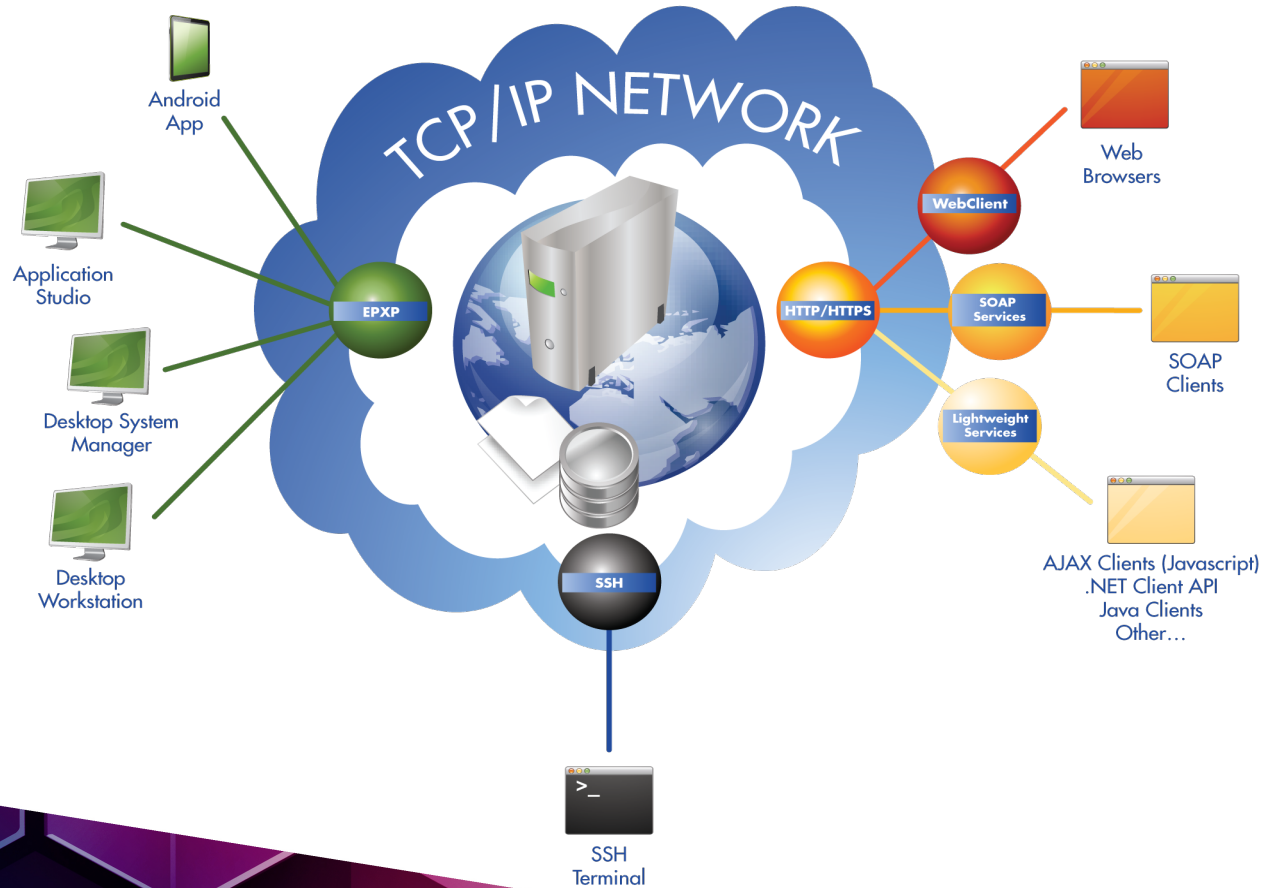 TCP/IP NETWORK
Android
App
Application
Studio
Desktop System
Manager
Desktop
Workstation
EPXP
SSH
>_
SSH
Terminal
HTTP/HTTPS
WebClient
Web
Browsers
SOAP
Services
SOAP
Clients
Lightweight
Services
AJAX Clients (Javascript)
.NET Client API
Java Clients
Other...